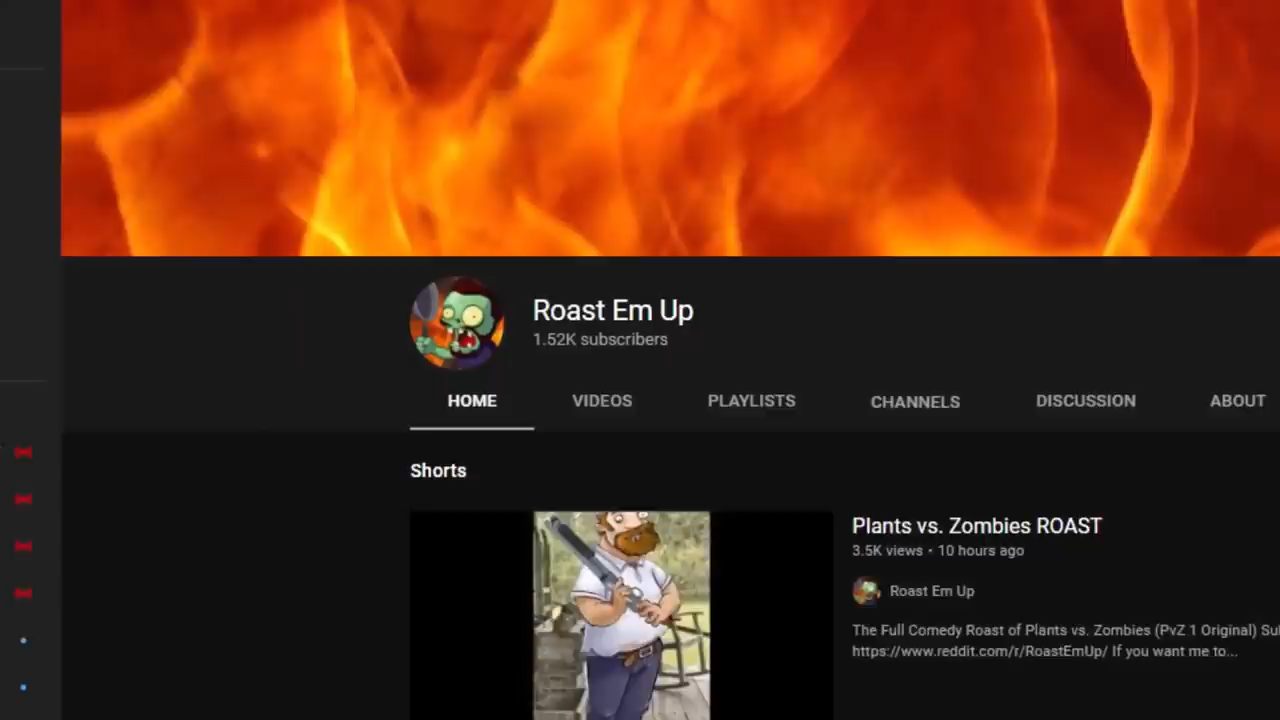 Roast Em Up
1.52K subscribers
HOME VIDEOS PLAYLISTS CHANNELS DISCUSSION ABOUT
Shorts
Plants vs. Zombies ROAST
3.5K views • 10 hours ago
Roast Em Up
The Full Comedy Roast of Plants vs. Zombies (PvZ 1 Original)
https://www.reddit.com/r/RoastEmUp/ If you want me to...